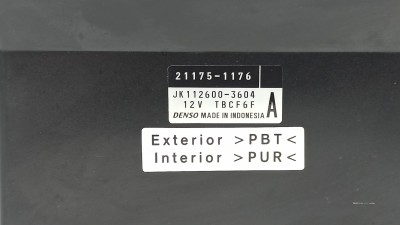 21175-1176
JK112600-3604
12V TBCF6F
DENSO MADE IN INDONESIA A
Exterior >PBT<
Interior >PUR<